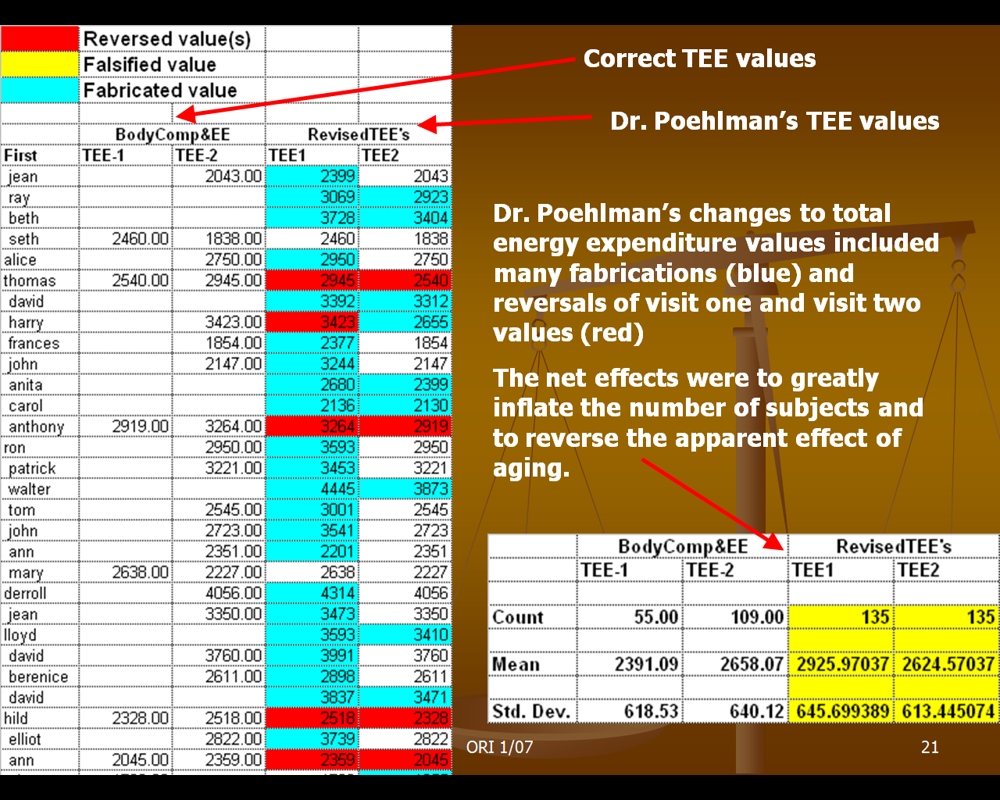 Reversed value(s)
Falsified value
Fabricated value
BodyComp&EE RevisedTEE's
First TEE-1 TEE-2 TEE1 TEE2
jean 2043.00 2399 2043
ray 3069 2923
beth 3728 3404
seth 2460.00 1838.00 2460 1838
alice 2750.00 2950 2750
thomas 2540.00 2945.00 2945 2540
david 3392 3312
harry 3423.00 3423 2655
frances 1854.00 2377 1854
john 2147.00 3244 2147
anita 2680 2399
carol 2136 2130
anthony 2919.00 3264.00 3264 2919
ron 2950.00 3593 2950
patrick 3221.00 3453 3221
walter 4445 3873
tom 2545.00 3001 2545
john 2723.00 3541 2723
ann 2351.00 2201 2351
mary 2638.00 2227.00 2638 2227
derroll 4056.00 4314 4056
jean 3350.00 3473 3350
lloyd 3593 3410
david 3760.00 3991 3760
berenice 2611.00 2898 2611
david 3837 3471
hild 2328.00 2518.00 2518 2328
elliot 2822.00 3739 2822
ann 2045.00 2359.00 2359 2045
Correct TEE values
Dr. Poehlman’s TEE values
Dr. Poehlman’s changes to total
energy expenditure values included
many fabrications (blue) and
reversals of visit one and visit two
values (red)
The net effects were to greatly
inflate the number of subjects and
to reverse the apparent effect of
aging.
BodyComp&EE RevisedTEE's
TEE-1 TEE-2 TEE1 TEE2
Count 55.00 109.00 135 135
Mean 2391.09 2658.07 2925.97037 2624.57037
Std. Dev. 618.53 640.12 645.699389 613.445074
ORI 1/07
21